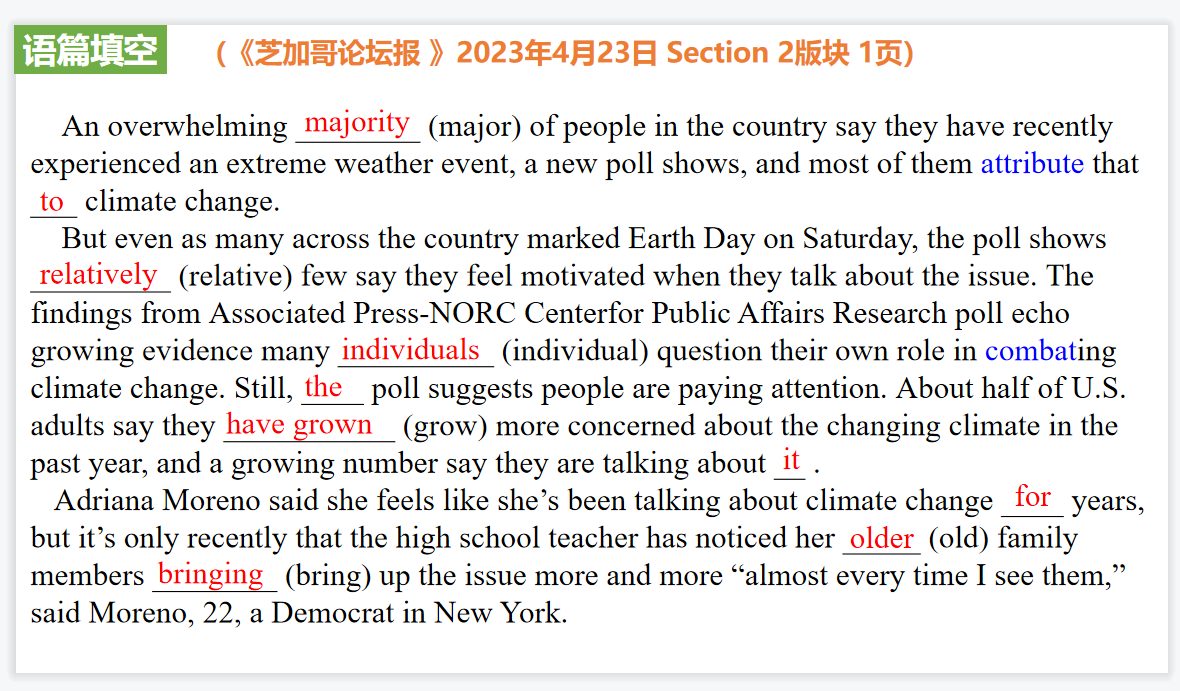 语篇填空 (《芝加哥论坛报 》2023年4月23日 Section 2版块 1页)
An overwhelming majority (major) of people in the country say they have recently
experienced an extreme weather event, a new poll shows, and most of them attribute that
to climate change.
But even as many across the country marked Earth Day on Saturday, the poll shows
relatively (relative) few say they feel motivated when they talk about the issue. The
findings from Associated Press-NORC Centerfor Public Affairs Research poll echo
growing evidence many individuals (individual) question their own role in combating
climate change. Still, the poll suggests people are paying attention. About half of U.S.
adults say they have grown (grow) more concerned about the changing climate in the
past year, and a growing number say they are talking about it .
Adriana Moreno said she feels like she’s been talking about climate change for years,
but it’s only recently that the high school teacher has noticed her older (old) family
members bringing (bring) up the issue more and more “almost every time I see them,”
said Moreno, 22, a Democrat in New York.